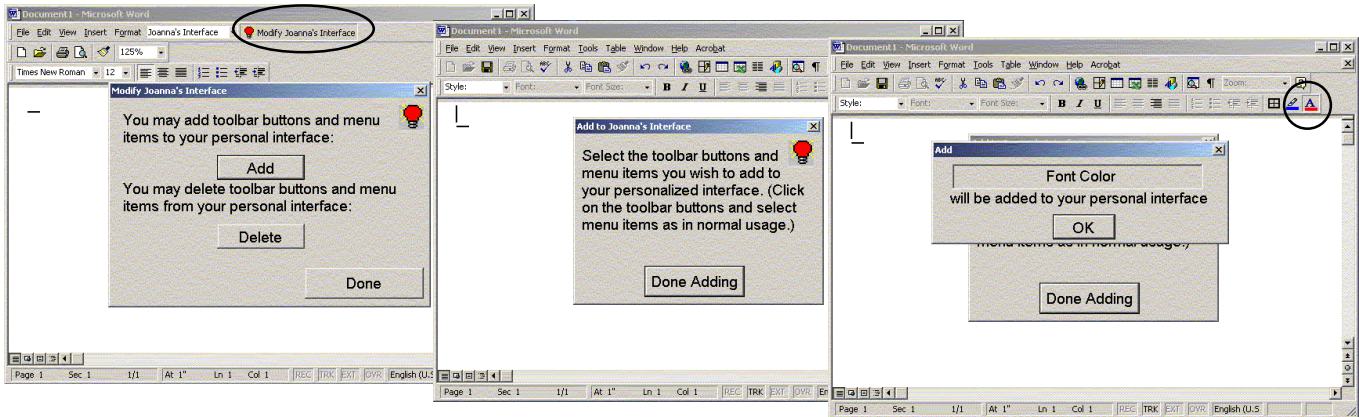 Document1 - Microsoft Word
File Edit View Insert Format Joanna's Interface Modify Joanna's Interface
125%
Times New Roman 12
Modify Joanna's Interface
You may add toolbar buttons and menu
items to your personal interface:
Add
You may delete toolbar buttons and menu
items from your personal interface:
Delete
Done
Page 1 Sec 1 1/1 At 1" Ln 1 Col 1 REC TRK EXT OVR English (U.S
Document1 - Microsoft Word
File Edit View Insert Format Tools Table Window Help Acrobat
Style: Font: Font Size: B I U
Add to Joanna's Interface
Select the toolbar buttons and
menu items you wish to add to
your personalized interface. (Click
on the toolbar buttons and select
menu items as in normal usage.)
Done Adding
Page 1 Sec 1 1/1 At 1" Ln 1 Col 1 REC TRK EXT OVR En
Document1 - Microsoft Word
File Edit View Insert Format Tools Table Window Help Acrobat
Zoom:
Style: Font: Font Size: B I U A
Add
Font Color
will be added to your personal interface
OK
menu items as in normal usage.)
Done Adding
Page 1 Sec 1 1/1 At 1" Ln 1 Col 1 REC TRK EXT OVR English (U.S